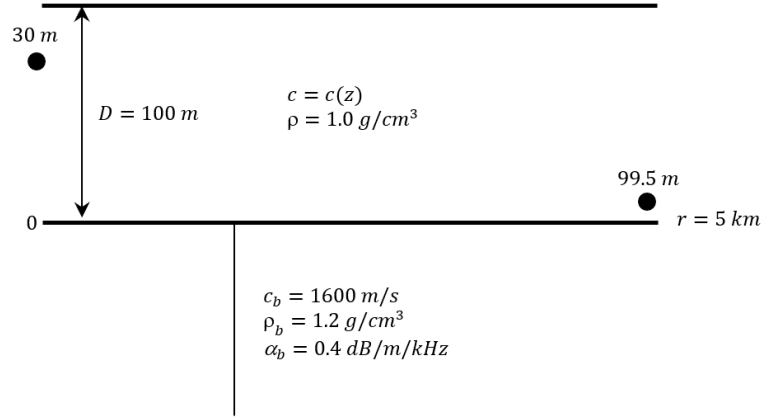 30 m
D = 100 m
c = c(z)
ρ = 1.0 g/cm³
99.5 m
0
r = 5 km
c_b = 1600 m/s
ρ_b = 1.2 g/cm³
α_b = 0.4 dB/m/kHz